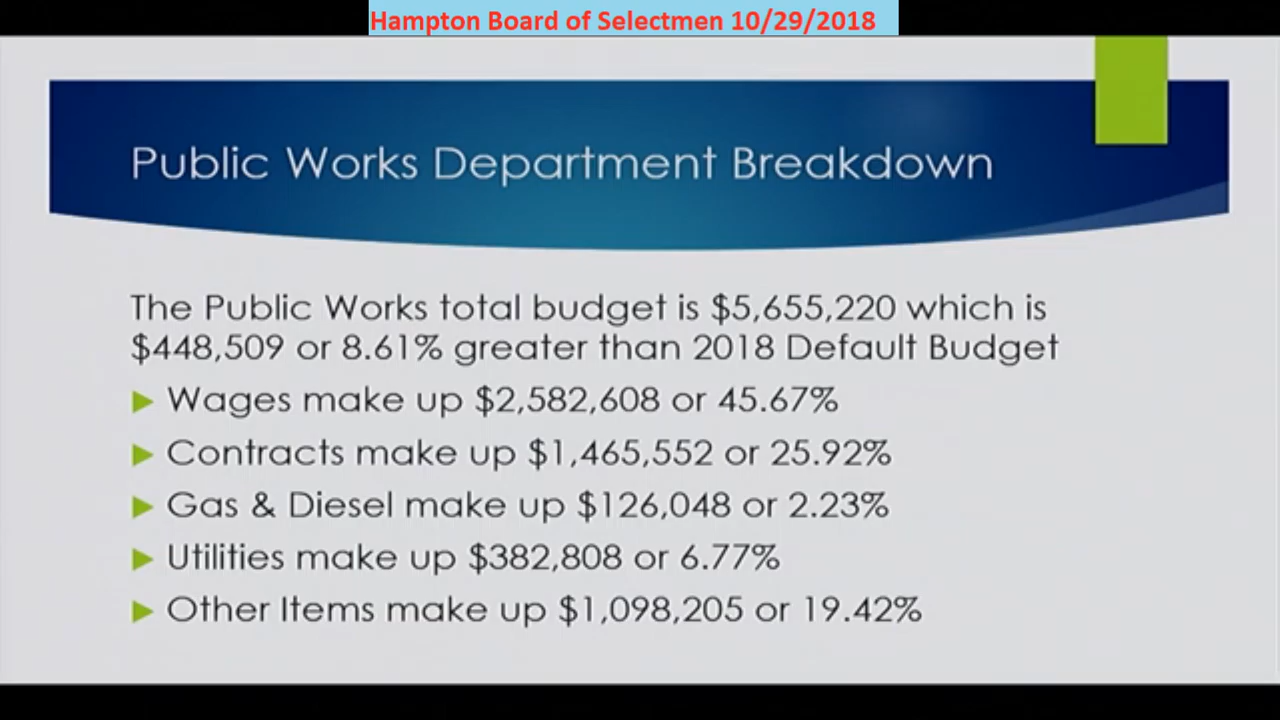 Hampton Board of Selectmen 10/29/2018
Public Works Department Breakdown
The Public Works total budget is $5,655,220 which is
$448,509 or 8.61% greater than 2018 Default Budget
Wages make up $2,582,608 or 45.67%
Contracts make up $1,465,552 or 25.92%
Gas & Diesel make up $126,048 or 2.23%
Utilities make up $382,808 or 6.77%
Other Items make up $1,098,205 or 19.42%